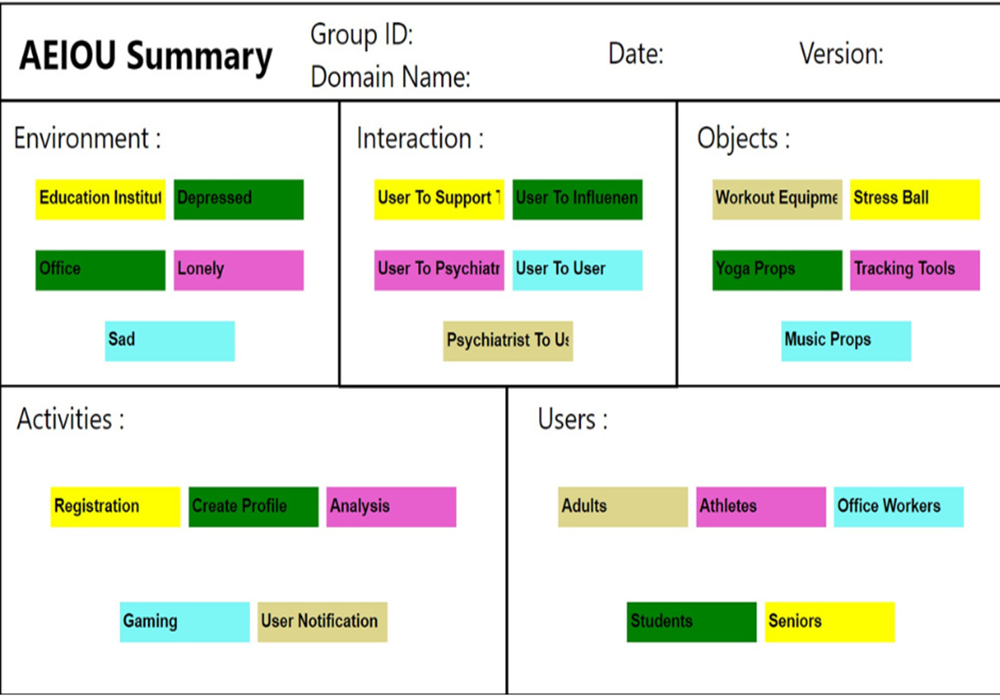 AEIOU Summary
Group ID:
Domain Name:
Date:
Version:
Environment :
Education Institut
Depressed
Office
Lonely
Sad
Interaction :
User To Support
User To Influenen
User To Psychiatr
User To User
Psychiatrist To Us
Objects :
Workout Equipme
Stress Ball
Yoga Props
Tracking Tools
Music Props
Activities :
Registration
Create Profile
Analysis
Gaming
User Notification
Users :
Adults
Athletes
Office Workers
Students
Seniors